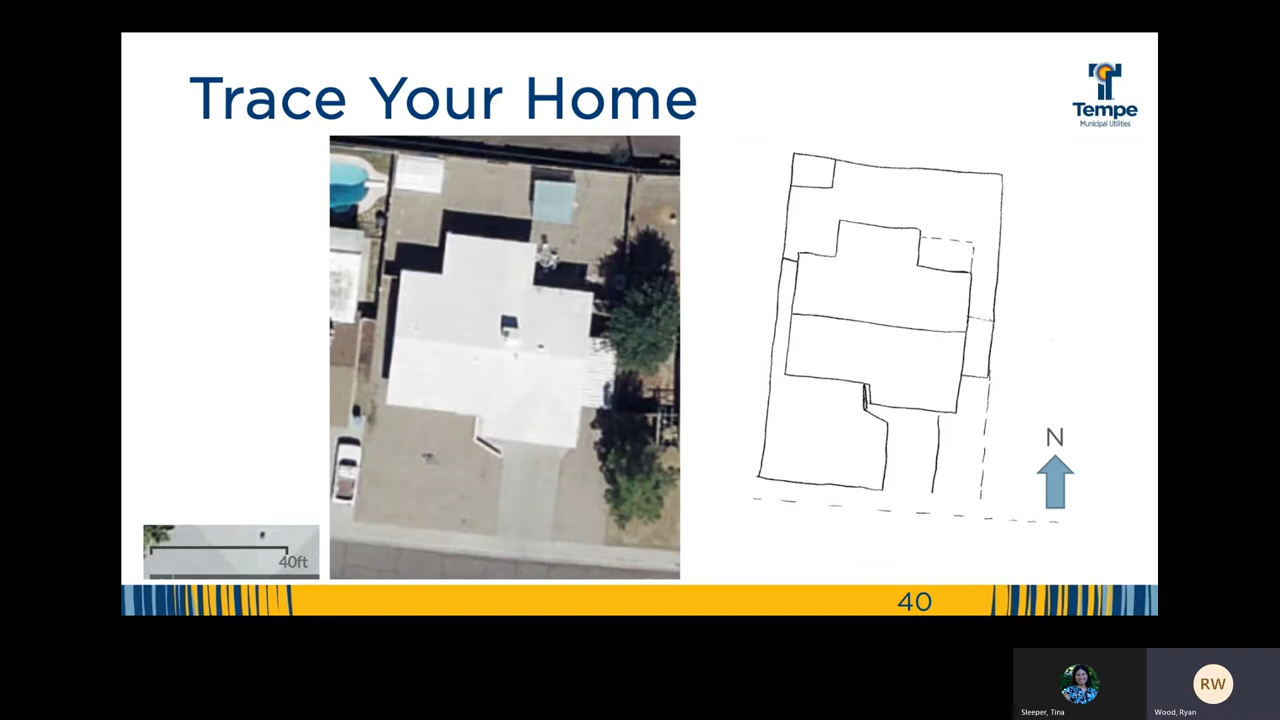 Trace Your Home
Tempe
Municipal Utilities
N
40ft
40
RW
Sleeper, Tina
Wood, Ryan